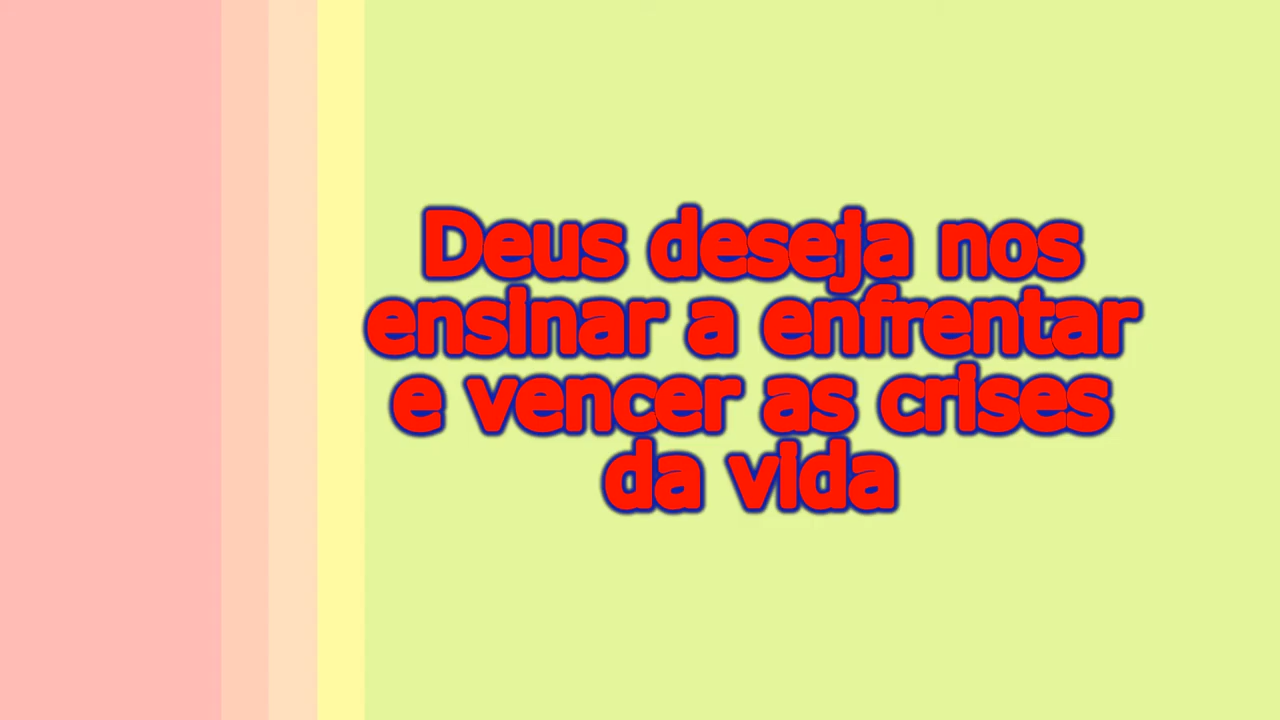 Deus deseja nos
ensinar a enfrentar
e vencer as crises
da vida